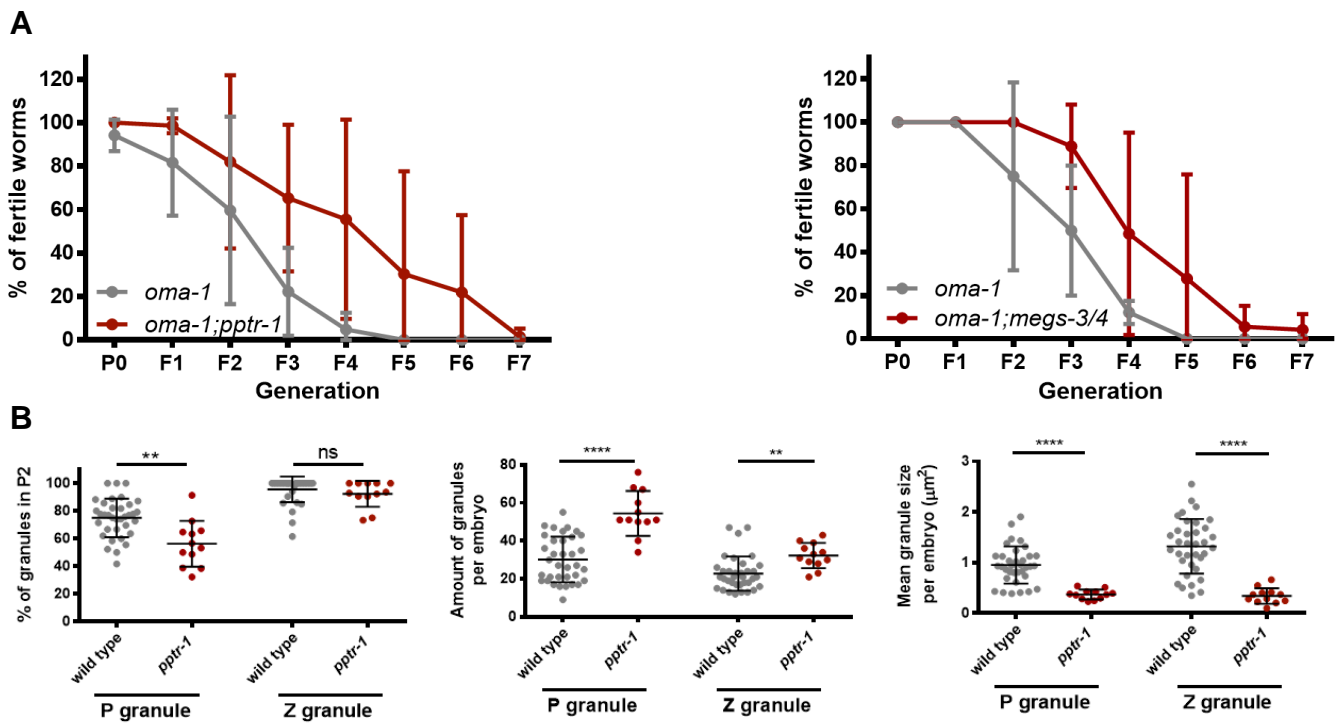 A
% of fertile worms
120
100
80
60
40
20
0
oma-1
oma-1;pptr-1
P0 F1 F2 F3 F4 F5 F6 F7
Generation
% of fertile worms
120
100
80
60
40
20
0
oma-1
oma-1;megs-3/4
P0 F1 F2 F3 F4 F5 F6 F7
Generation
B
% of granules in P2
100
80
60
40
20
0
**
ns
wild type
pptr-1
wild type
pptr-1
P granule
Z granule
Amount of granules
per embryo
80
60
40
20
0
****
**
wild type
pptr-1
wild type
pptr-1
P granule
Z granule
Mean granule size
per embryo (μm²)
3
2
1
0
****
****
wild type
pptr-1
wild type
pptr-1
P granule
Z granule